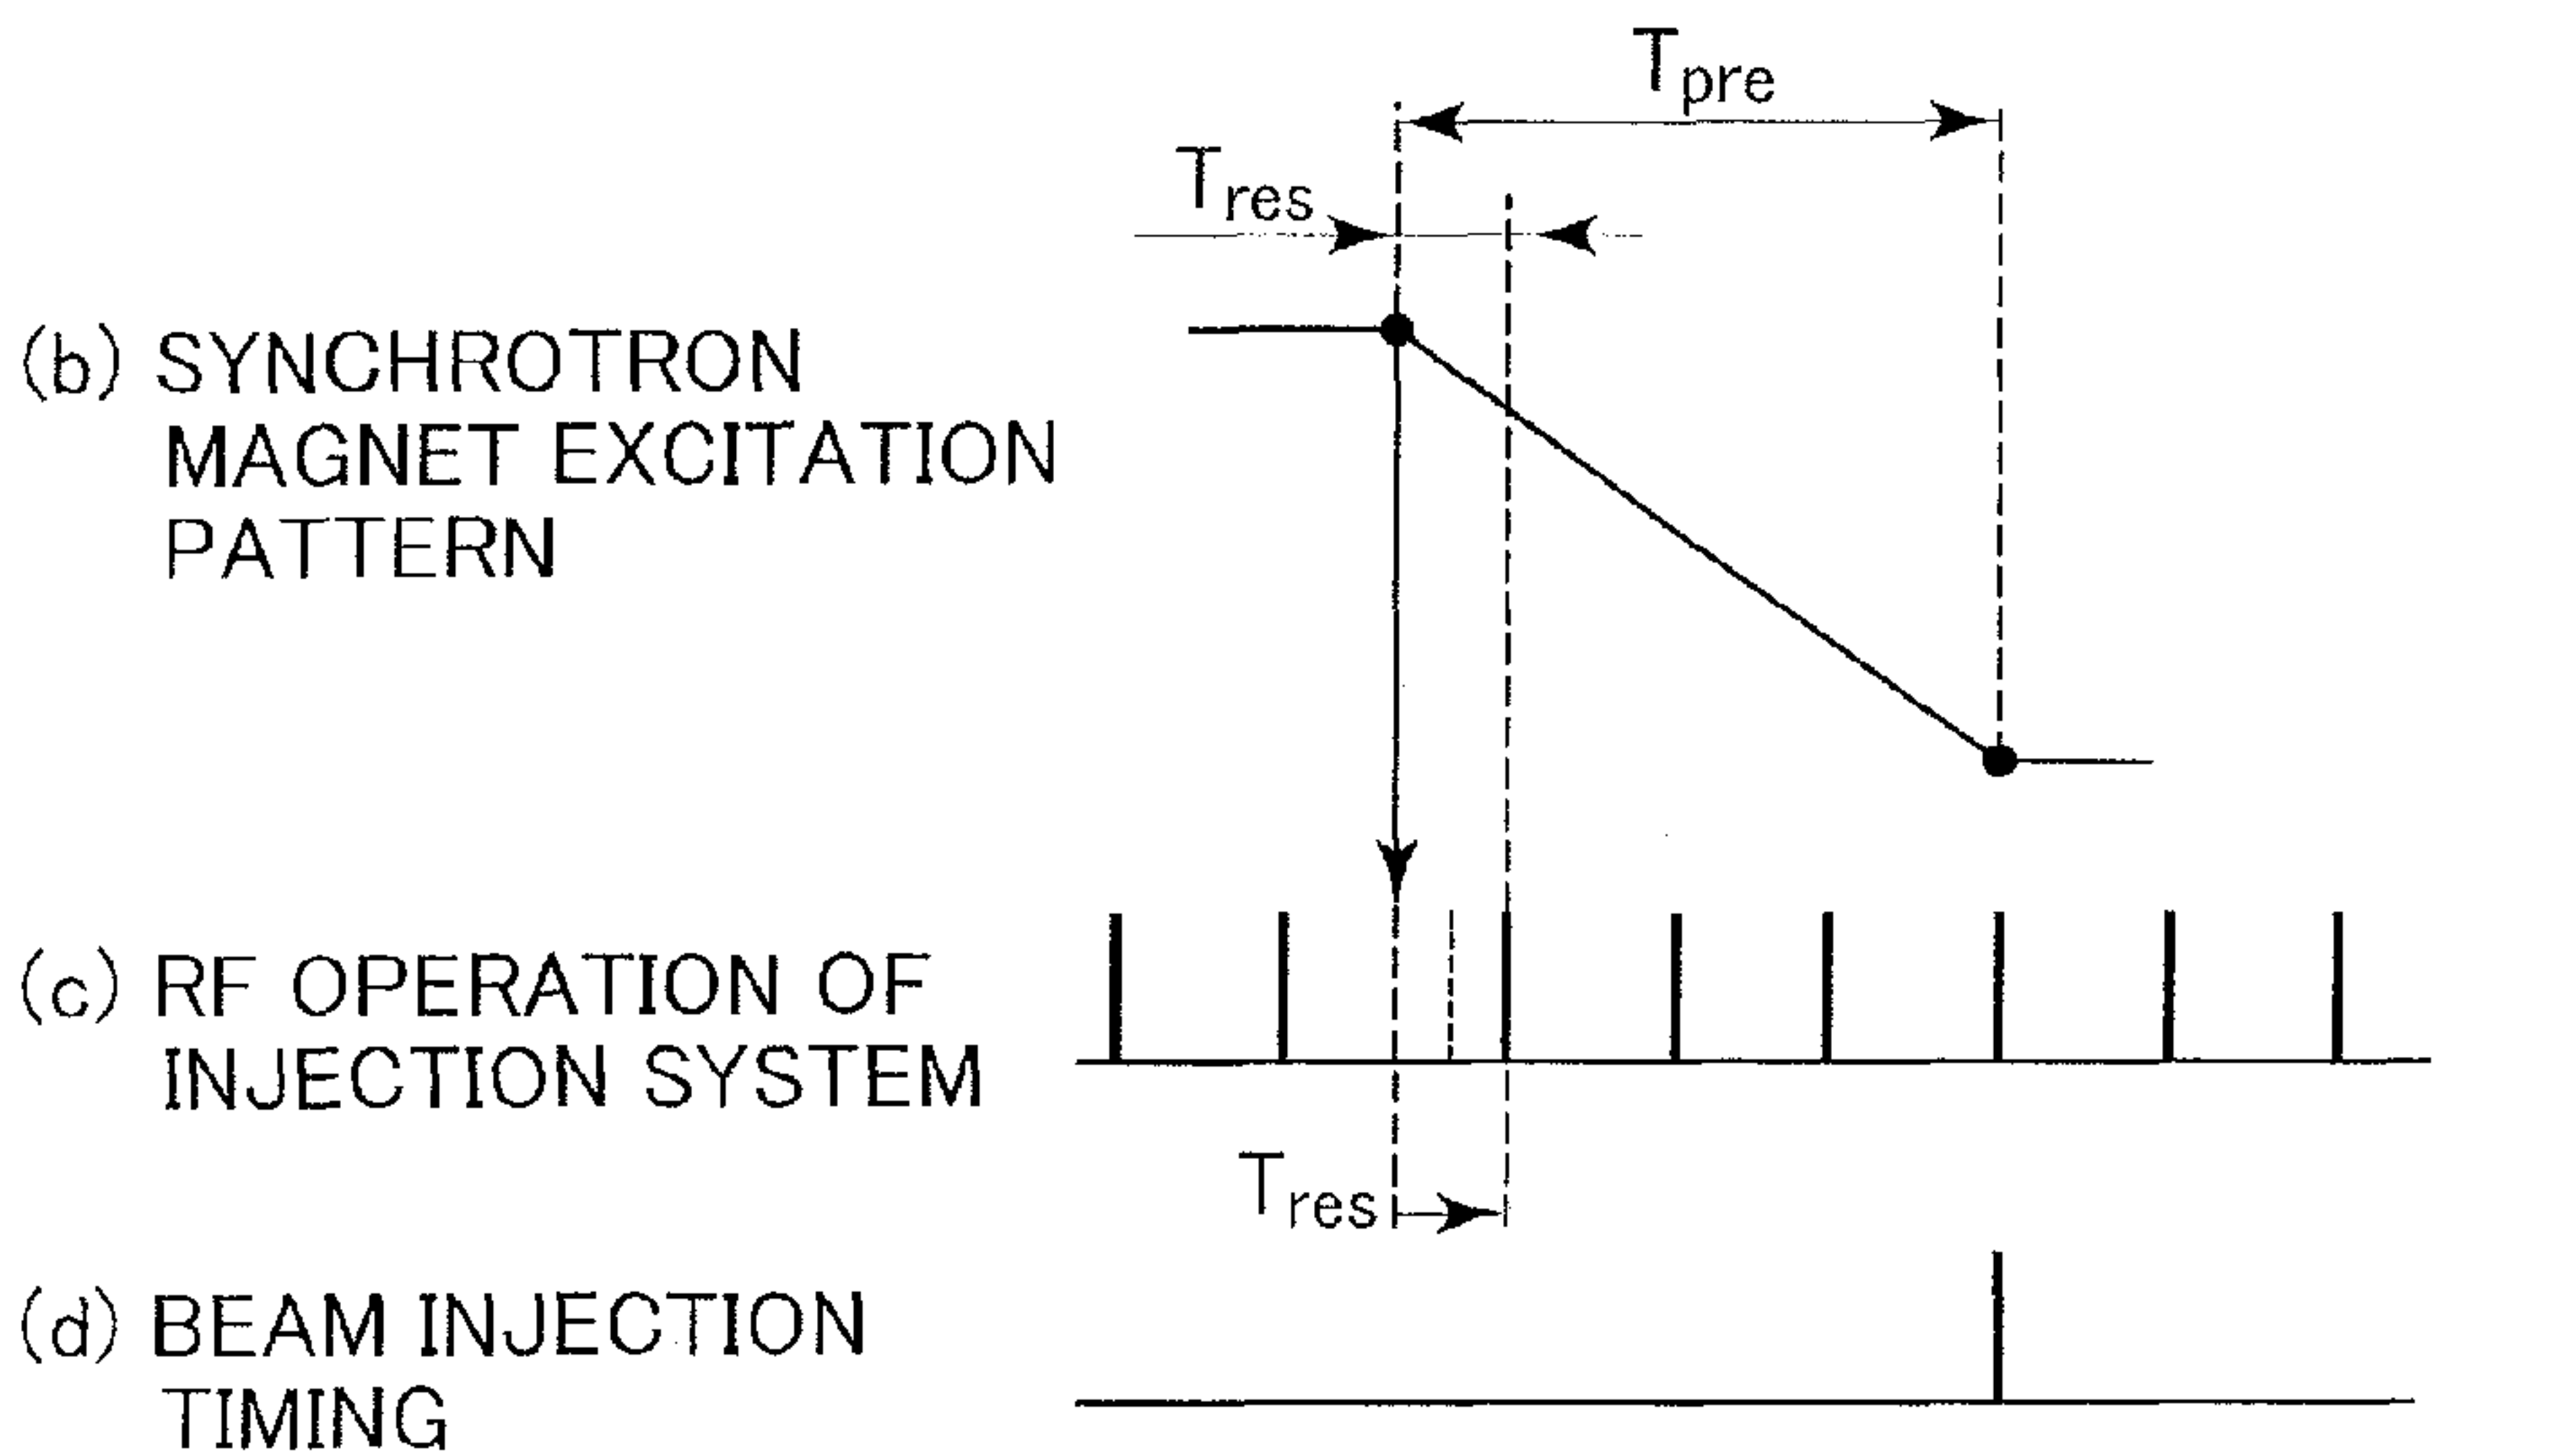 Tpre
Tres
(b) SYNCHROTRON
MAGNET EXCITATION
PATTERN
(c) RF OPERATION OF
INJECTION SYSTEM
Tres
(d) BEAM INJECTION
TIMING